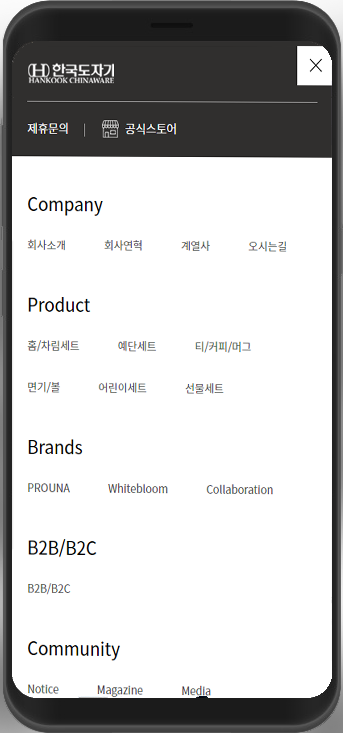 한국도자기
HANKOOK CHINAWARE
제휴문의 | 공식스토어
Company
회사소개 회사연혁 계열사 오시는길
Product
홈/차림세트 예단세트 티/커피/머그
면기/볼 어린이세트 선물세트
Brands
PROUNA Whitebloom Collaboration
B2B/B2C
B2B/B2C
Community
Notice Magazine Media